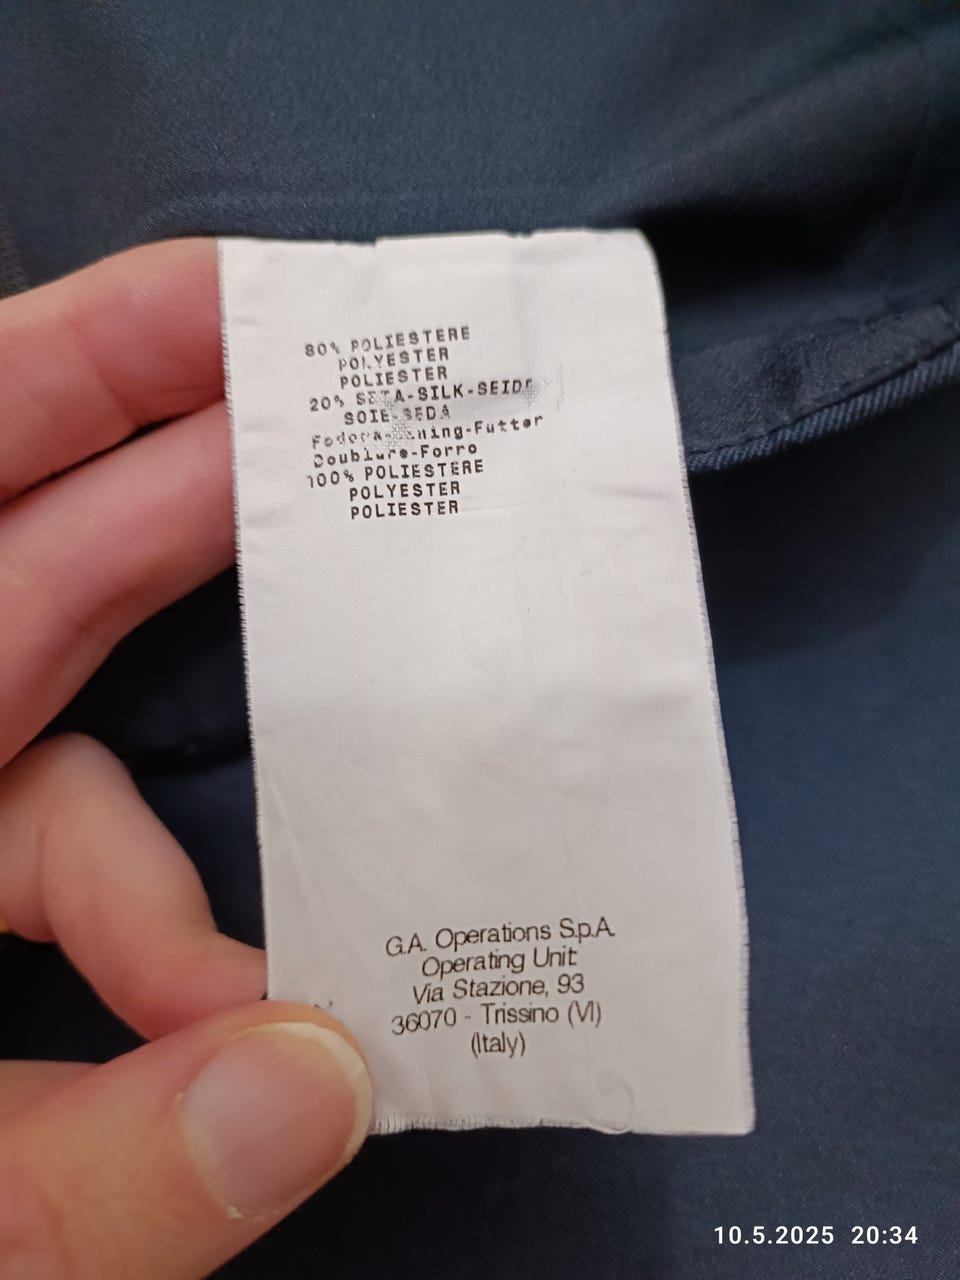 80% POLIESTERE
POLYESTER
POLIESTER
20% SETA-SILK-SEIDE
SOIE-SEDA
Fodera-Lining-Futter
Doublure-Forro
100% POLIESTERE
POLYESTER
POLIESTER
G.A. Operations S.p.A.
Operating Unit:
Via Stazione, 93
36070 - Trissino (VI)
(Italy)
10.5.2025 20:34